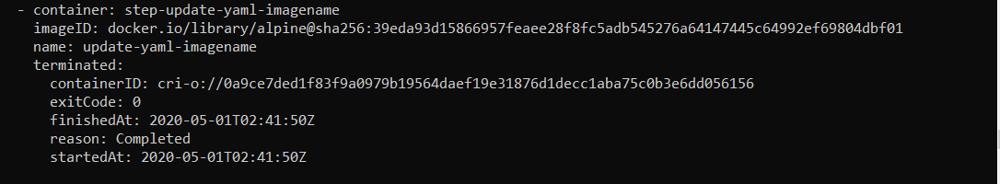 - container: step-update-yaml-imagename
imageID: docker.io/library/alpine@sha256:39eda93d15866957feaee28f8fc5adb545276a64147445c64992ef69804dbf01
name: update-yaml-imagename
terminated:
containerID: cri-o://0a9ce7ded1f83f9a0979b19564daef19e31876d1decc1aba75c0b3e6dd056156
exitCode: 0
finishedAt: 2020-05-01T02:41:50Z
reason: Completed
startedAt: 2020-05-01T02:41:50Z